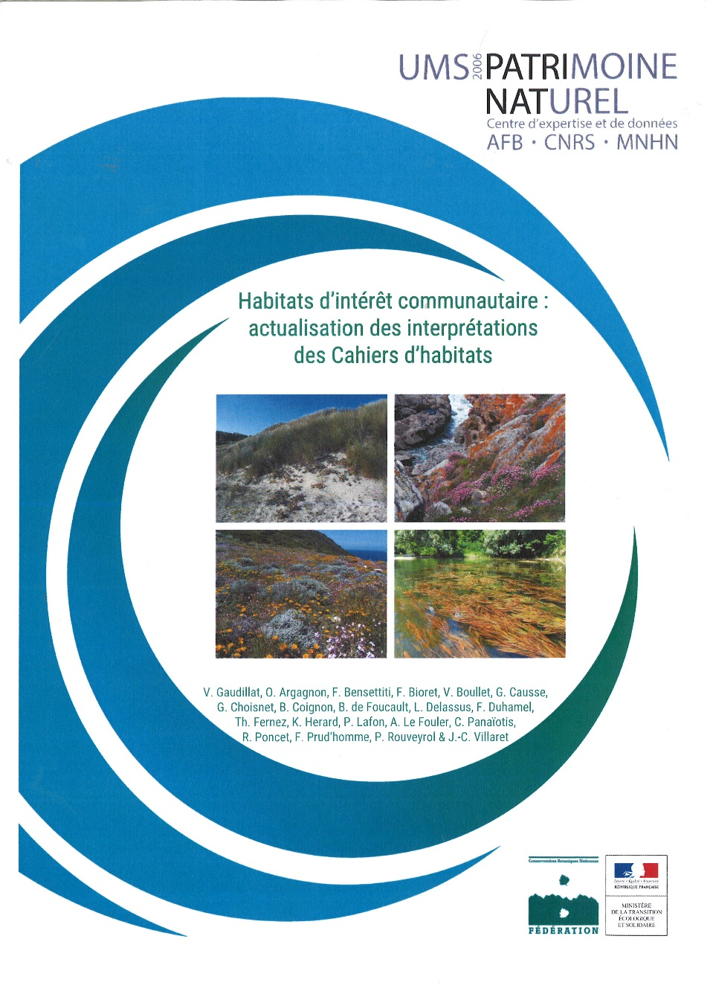 UMS 2006 PATRIMOINE
NATUREL
Centre d'expertise et de données
AFB · CNRS · MNHN
Habitats d'intérêt communautaire :
actualisation des interprétations
des Cahiers d'habitats
V. Gaudillat, O. Argagnon, F. Bensettiti, F. Bioret, V. Boullet, G. Causse,
G. Choisnet, B. Coignon, B. de Foucault, L. Delassus, F. Duhamel,
Th. Fernez, K. Herard, P. Lafon, A. Le Fouler, C. Panaïotis,
R. Poncet, F. Prud'homme, P. Rouveyrol & J.-C. Villaret
Conservatoires Botaniques Nationaux
FÉDÉRATION
Liberté • Égalité • Fraternité
RÉPUBLIQUE FRANÇAISE
MINISTÈRE
DE LA TRANSITION
ÉCOLOGIQUE
ET SOLIDAIRE